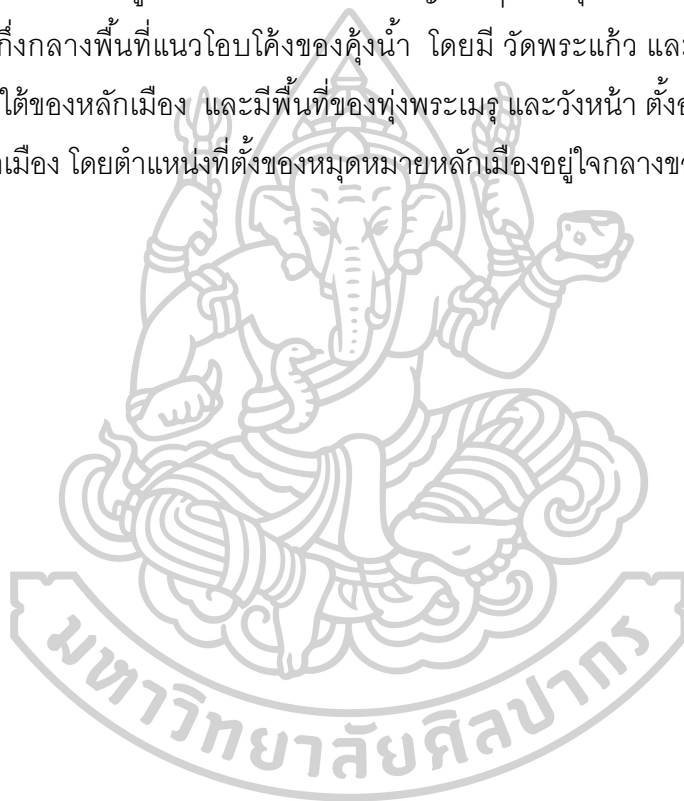 กึ่งกลางพื้นที่แนวโอบโค้งของคุ้งน้ำ โดยมี วัดพระแก้ว และ
ใต้ของหลักเมือง และมีพื้นที่ของทุ่งพระเมรุ และวังหน้า ตั้ง
เมือง โดยตำแหน่งที่ตั้งของหมุดหมายหลักเมืองอยู่ใจกลาง
มหาวิทยาลัยศิลปากร